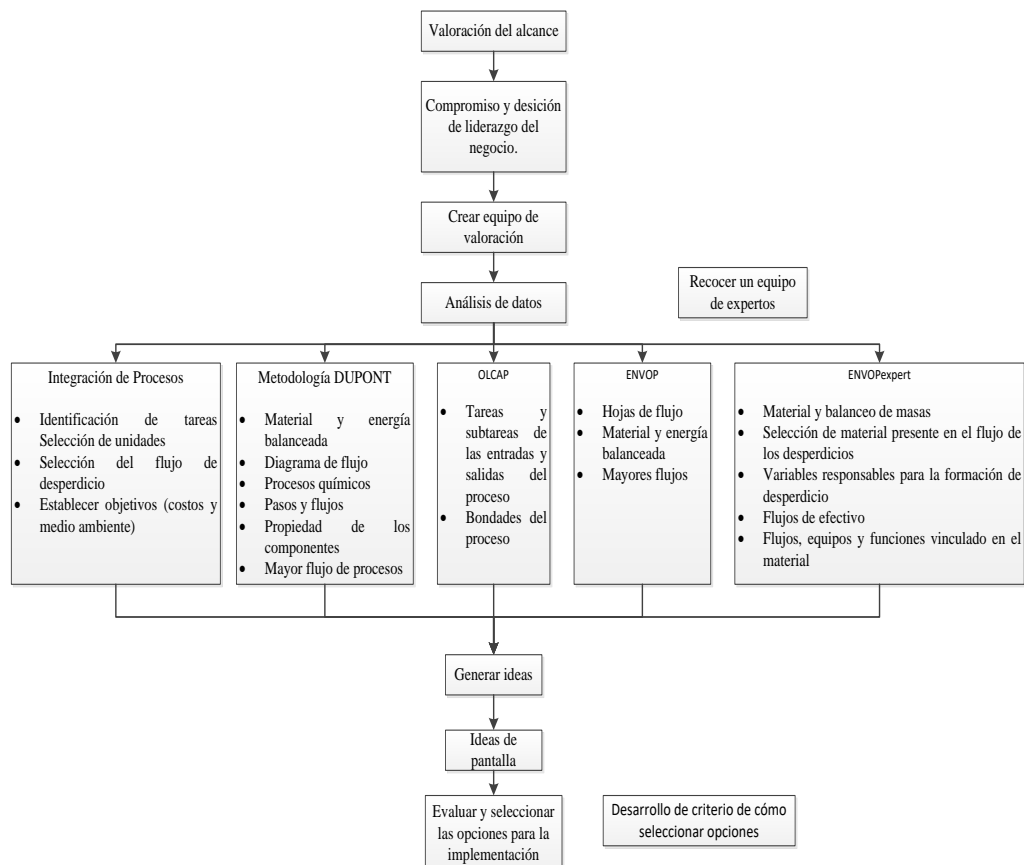 Valoración del alcance
Compromiso y desición
de liderazgo del
negocio.
Crear equipo de
valoración
Análisis de datos
Recocer un equipo
de expertos
Integración de Procesos
• Identificación de tareas
Selección de unidades
• Selección del flujo de
desperdicio
• Establecer objetivos (costos y
medio ambiente)
Metodología DUPONT
• Material y energía
balanceada
• Diagrama de flujo
• Procesos químicos
• Pasos y flujos
• Propiedad de los
componentes
• Mayor flujo de procesos
OLCAP
• Tareas y
subtareas de
las entradas y
salidas del
proceso
• Bondades del
proceso
ENVOP
• Hojas de flujo
• Material y energía
balanceada
• Mayores flujos
ENVOPexpert
• Material y balanceo de masas
• Selección de material presente en el flujo de
los desperdicios
• Variables responsables para la formación de
desperdicio
• Flujos de efectivo
• Flujos, equipos y funciones vinculado en el
material
Generar ideas
Ideas de
pantalla
Evaluar y seleccionar
las opciones para la
implementación
Desarrollo de criterio de cómo
seleccionar opciones